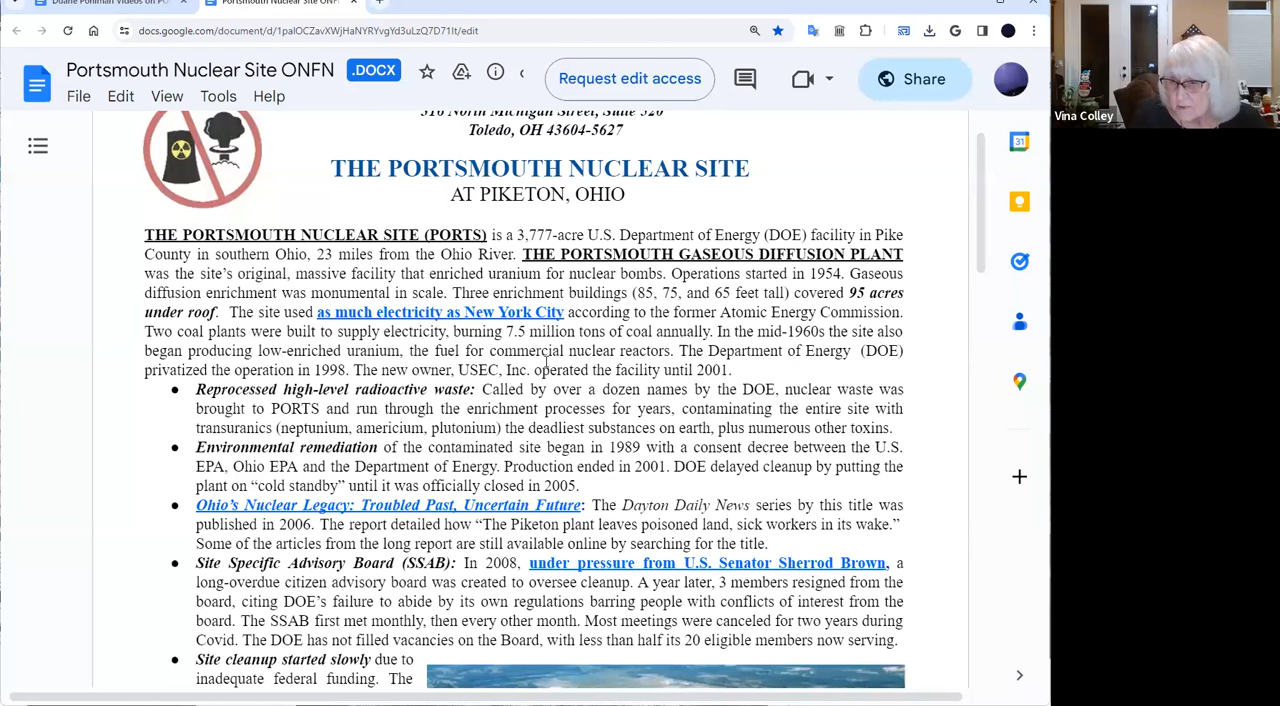 Duane Pohlman Videos on PO
Portsmouth Nuclear Site ONFN
docs.google.com/document/d/1palOCZavXWjHaNYRYvgYd3uLzQ7D71lt/edit
Portsmouth Nuclear Site ONFN
.DOCX
Request edit access
Share
File Edit View Tools Help
Vina Colley
31
316 North Michigan Street, Suite 520
Toledo, OH 43604-5627
THE PORTSMOUTH NUCLEAR SITE
AT PIKETON, OHIO
THE PORTSMOUTH NUCLEAR SITE (PORTS) is a 3,777-acre U.S. Department of Energy (DOE) facility in Pike
County in southern Ohio, 23 miles from the Ohio River. THE PORTSMOUTH GASEOUS DIFFUSION PLANT
was the site's original, massive facility that enriched uranium for nuclear bombs. Operations started in 1954. Gaseous
diffusion enrichment was monumental in scale. Three enrichment buildings (85, 75, and 65 feet tall) covered 95 acres
under roof. The site used as much electricity as New York City according to the former Atomic Energy Commission.
Two coal plants were built to supply electricity, burning 7.5 million tons of coal annually. In the mid-1960s the site also
began producing low-enriched uranium, the fuel for commercial nuclear reactors. The Department of Energy (DOE)
privatized the operation in 1998. The new owner, USEC, Inc. operated the facility until 2001.
● Reprocessed high-level radioactive waste: Called by over a dozen names by the DOE, nuclear waste was
brought to PORTS and run through the enrichment processes for years, contaminating the entire site with
transuranics (neptunium, americium, plutonium) the deadliest substances on earth, plus numerous other toxins.
● Environmental remediation of the contaminated site began in 1989 with a consent decree between the U.S.
EPA, Ohio EPA and the Department of Energy. Production ended in 2001. DOE delayed cleanup by putting the
plant on "cold standby" until it was officially closed in 2005.
● Ohio's Nuclear Legacy: Troubled Past, Uncertain Future: The Dayton Daily News series by this title was
published in 2006. The report detailed how "The Piketon plant leaves poisoned land, sick workers in its wake."
Some of the articles from the long report are still available online by searching for the title.
● Site Specific Advisory Board (SSAB): In 2008, under pressure from U.S. Senator Sherrod Brown, a
long-overdue citizen advisory board was created to oversee cleanup. A year later, 3 members resigned from the
board, citing DOE's failure to abide by its own regulations barring people with conflicts of interest from the
board. The SSAB first met monthly, then every other month. Most meetings were canceled for two years during
Covid. The DOE has not filled vacancies on the Board, with less than half its 20 eligible members now serving.
● Site cleanup started slowly due to
inadequate federal funding. The